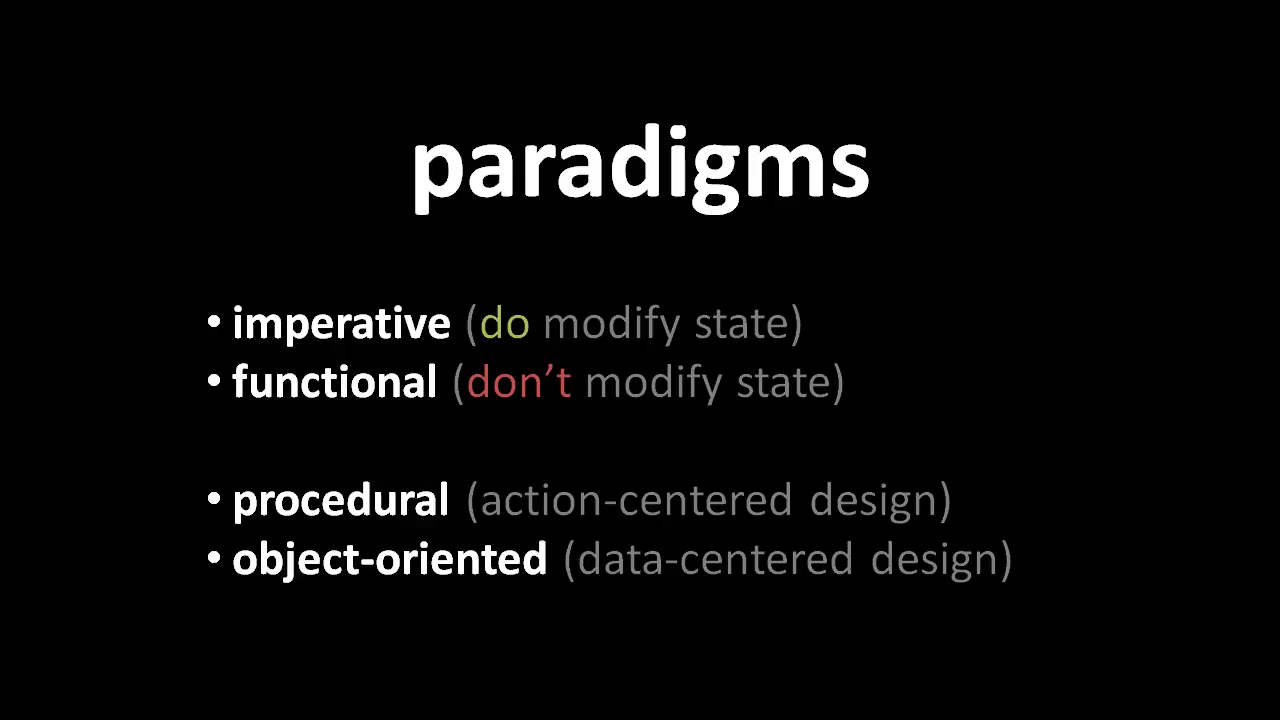 paradigms
• imperative (do modify state)
• functional (don’t modify state)
• procedural (action-centered design)
• object-oriented (data-centered design)